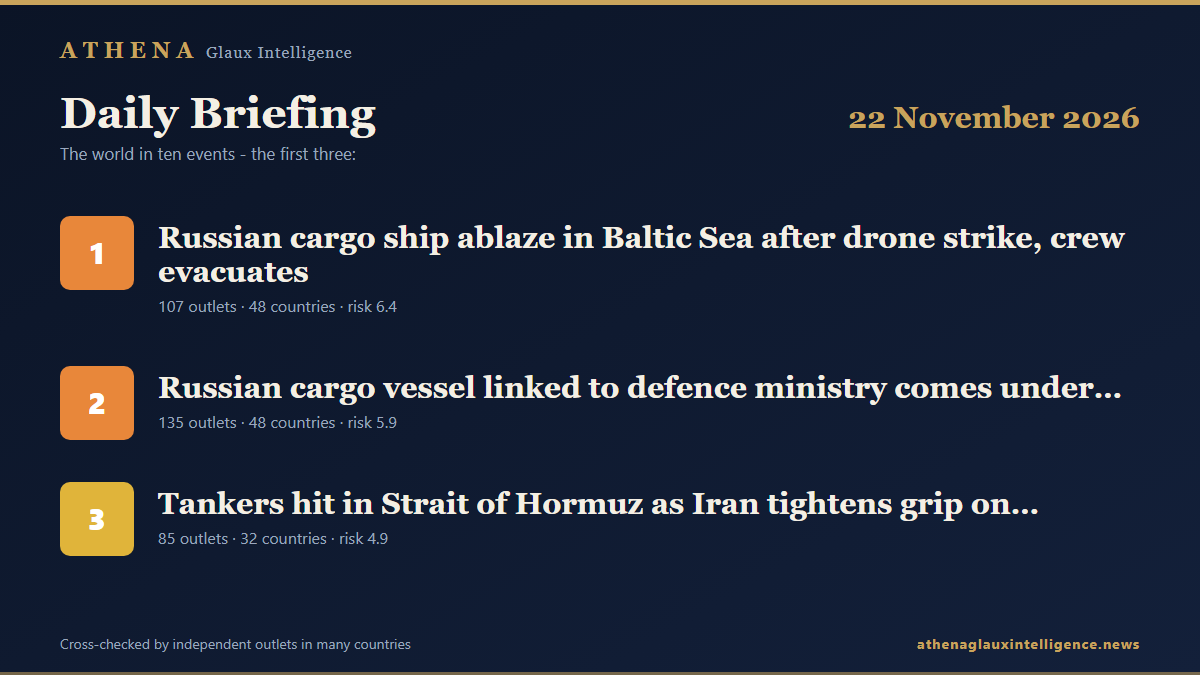 ATHENA Glaux Intelligence
Daily Briefing
22 November 2026
The world in ten events - the first three:
1
Russian cargo ship ablaze in Baltic Sea after drone strike, crew
evacuates
107 outlets · 48 countries · risk 6.4
2
Russian cargo vessel linked to defence ministry comes under...
135 outlets · 48 countries · risk 5.9
3
Tankers hit in Strait of Hormuz as Iran tightens grip on...
85 outlets · 32 countries · risk 4.9
Cross-checked by independent outlets in many countries
athenaglauxintelligence.news